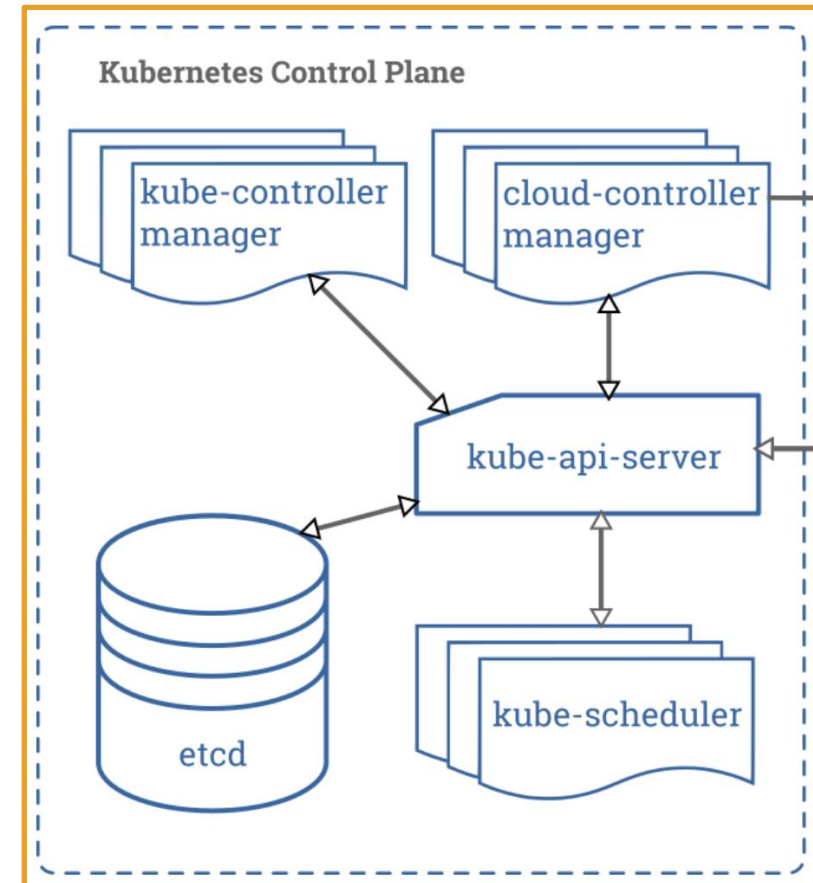 Kubernetes Control Plane
kube-controller
manager
cloud-controller
manager
kube-api-server
etcd
kube-scheduler